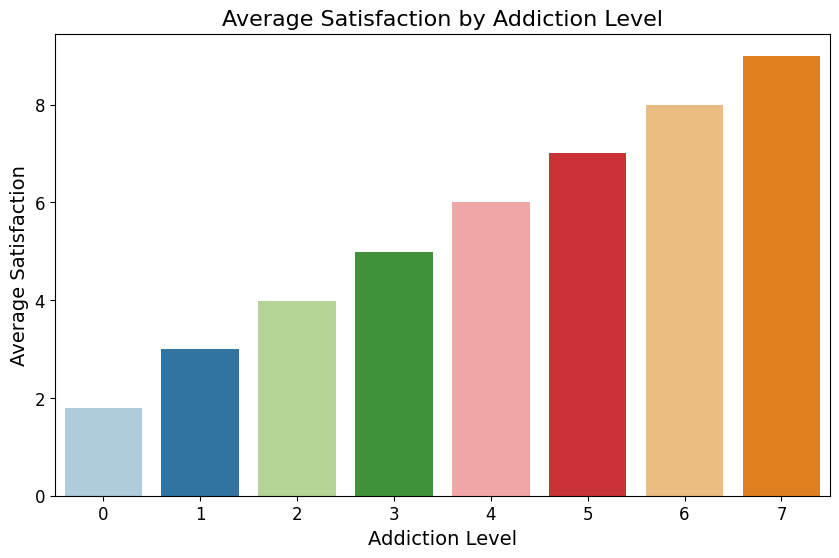 Average Satisfaction by Addiction Level
Average Satisfaction
8
6
4
2
0
0 1 2 3 4 5 6 7
Addiction Level